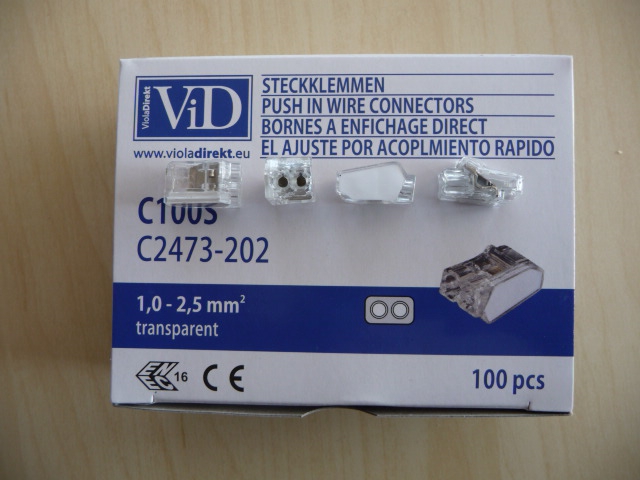 ViolaDirekt
ViD
www.violadirekt.eu
STECKKLEMMEN
PUSH IN WIRE CONNECTORS
BORNES A ENFICHAGE DIRECT
EL AJUSTE POR ACOPLMIENTO RAPIDO
C100S
C2473-202
1,0 - 2,5 mm²
transparent
ENEC 16 CE
100 pcs